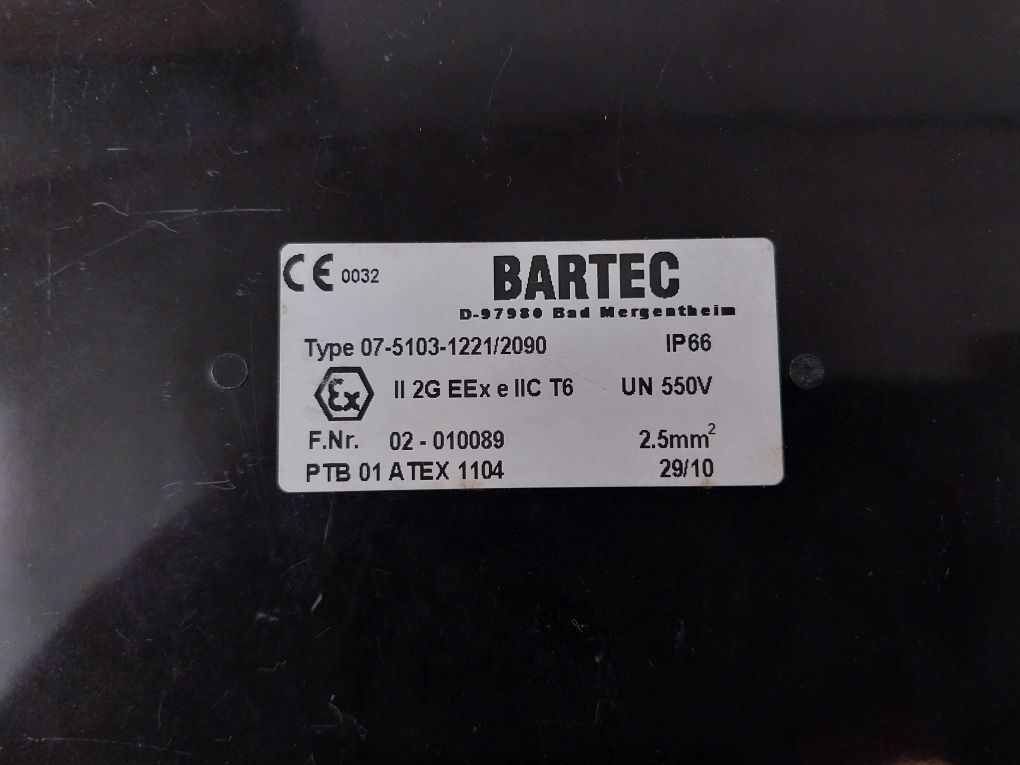 CE 0032 BARTEC
D-97980 Bad Mergentheim
Type 07-5103-1221/2090 IP66
Ex II 2G EEx e IIC T6 UN 550V
F.Nr. 02 - 010089 2.5mm²
PTB 01 ATEX 1104 29/10